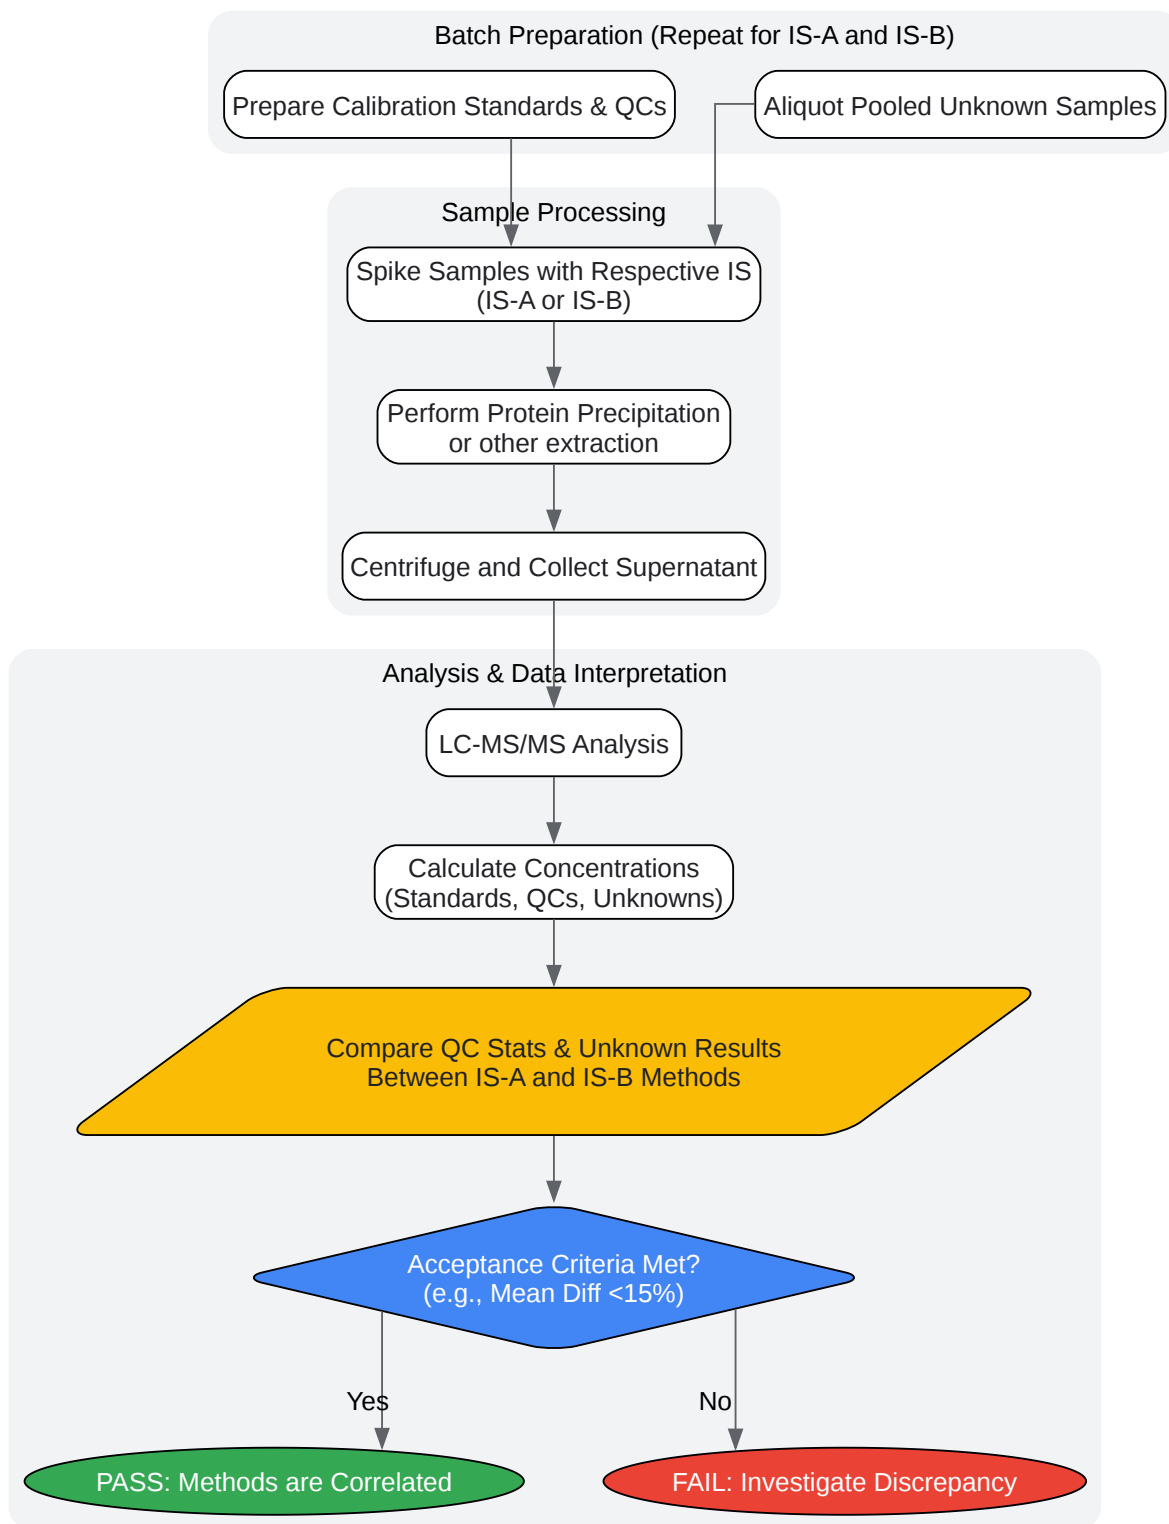 Batch Preparation (Repeat for IS-A and IS-B)
Prepare Calibration Standards & QCs
Aliquot Pooled Unknown Samples
Sample Processing
Spike Samples with Respective IS
(IS-A or IS-B)
Perform Protein Precipitation
or other extraction
Centrifuge and Collect Supernatant
Analysis & Data Interpretation
LC-MS/MS Analysis
Calculate Concentrations
(Standards, QCs, Unknowns)
Compare QC Stats & Unknown Results
Between IS-A and IS-B Methods
Acceptance Criteria Met?
(e.g., Mean Diff <15%)
Yes
No
PASS: Methods are Correlated
FAIL: Investigate Discrepancy